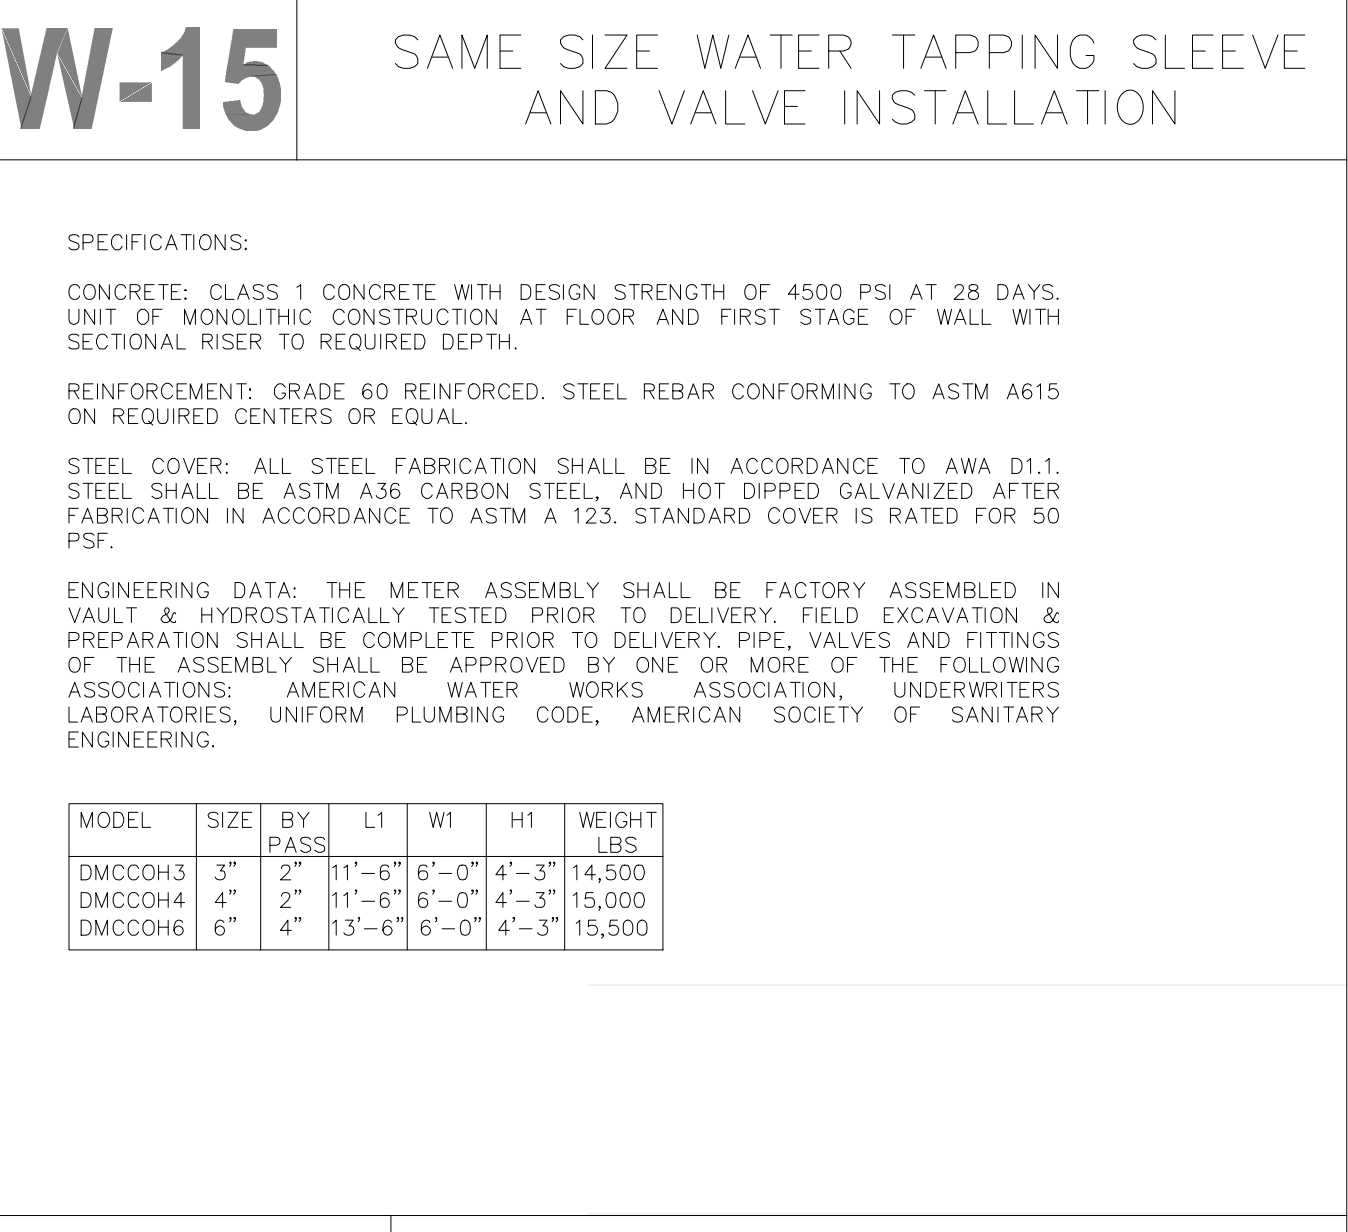 W-15
SAME SIZE WATER TAPPING SLEEVE
AND VALVE INSTALLATION
SPECIFICATIONS:
CONCRETE: CLASS 1 CONCRETE WITH DESIGN STRENGTH OF 4500 PSI AT 28 DAYS.
UNIT OF MONOLITHIC CONSTRUCTION AT FLOOR AND FIRST STAGE OF WALL WITH
SECTIONAL RISER TO REQUIRED DEPTH.
REINFORCEMENT: GRADE 60 REINFORCED. STEEL REBAR CONFORMING TO ASTM A615
ON REQUIRED CENTERS OR EQUAL.
STEEL COVER: ALL STEEL FABRICATION SHALL BE IN ACCORDANCE TO AWA D1.1.
STEEL SHALL BE ASTM A36 CARBON STEEL, AND HOT DIPPED GALVANIZED AFTER
FABRICATION IN ACCORDANCE TO ASTM A 123. STANDARD COVER IS RATED FOR 50
PSF.
ENGINEERING DATA: THE METER ASSEMBLY SHALL BE FACTORY ASSEMBLED IN
VAULT & HYDROSTATICALLY TESTED PRIOR TO DELIVERY. FIELD EXCAVATION &
PREPARATION SHALL BE COMPLETE PRIOR TO DELIVERY. PIPE, VALVES AND FITTINGS
OF THE ASSEMBLY SHALL BE APPROVED BY ONE OR MORE OF THE FOLLOWING
ASSOCIATIONS: AMERICAN WATER WORKS ASSOCIATION, UNDERWRITERS
LABORATORIES, UNIFORM PLUMBING CODE, AMERICAN SOCIETY OF SANITARY
ENGINEERING.
MODEL SIZE BY L1 W1 H1 WEIGHT
PASS LBS
DMCCOH3 3" 2" 11'-6" 6'-0" 4'-3" 14,500
DMCCOH4 4" 2" 11'-6" 6'-0" 4'-3" 15,000
DMCCOH6 6" 4" 13'-6" 6'-0" 4'-3" 15,500